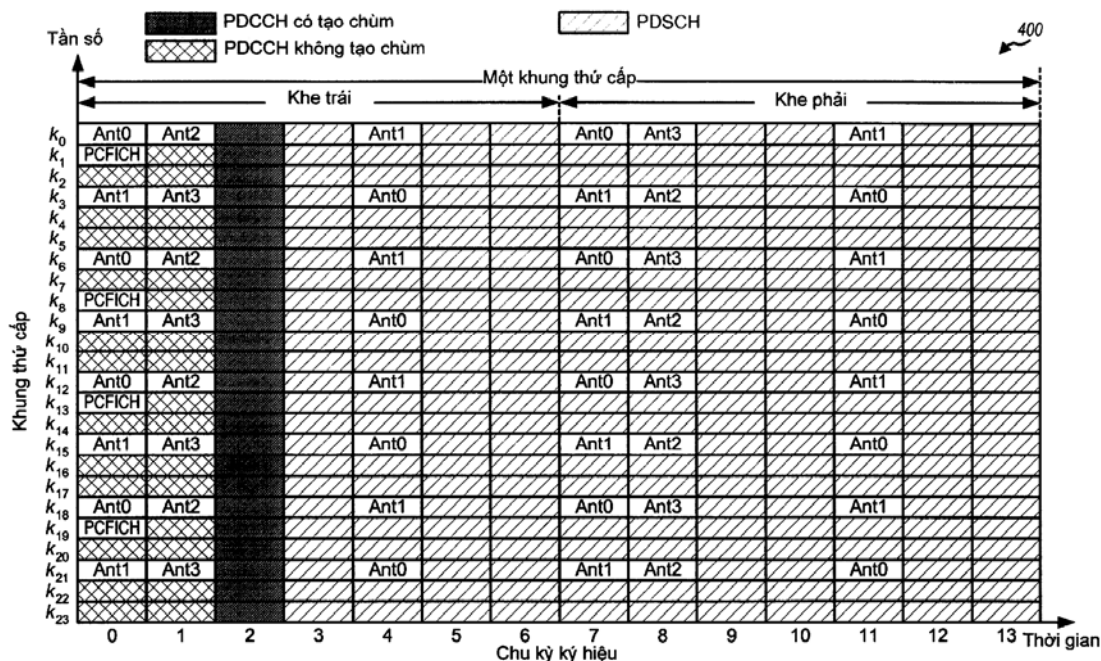 PDCCH có tạo chùm
PDSCH
PDCCH không tạo chùm
400
Tần số
Một khung thứ cấp
Khe trái
Khe phải
k0 Ant0 Ant2 Ant1 Ant0 Ant3 Ant1
k1 PCFICH
k2
k3 Ant1 Ant3 Ant0 Ant1 Ant2 Ant0
k4
k5
k6 Ant0 Ant2 Ant1 Ant0 Ant3 Ant1
k7
k8 PCFICH
k9 Ant1 Ant3 Ant0 Ant1 Ant2 Ant0
k10
k11
k12 Ant0 Ant2 Ant1 Ant0 Ant3 Ant1
k13 PCFICH
k14
k15 Ant1 Ant3 Ant0 Ant1 Ant2 Ant0
k16
k17
k18 Ant0 Ant2 Ant1 Ant0 Ant3 Ant1
k19 PCFICH
k20
k21 Ant1 Ant3 Ant0 Ant1 Ant2 Ant0
k22
k23
Khung thứ cấp
0 1 2 3 4 5 6 7 8 9 10 11 12 13 Thời gian
Chu kỳ ký hiệu